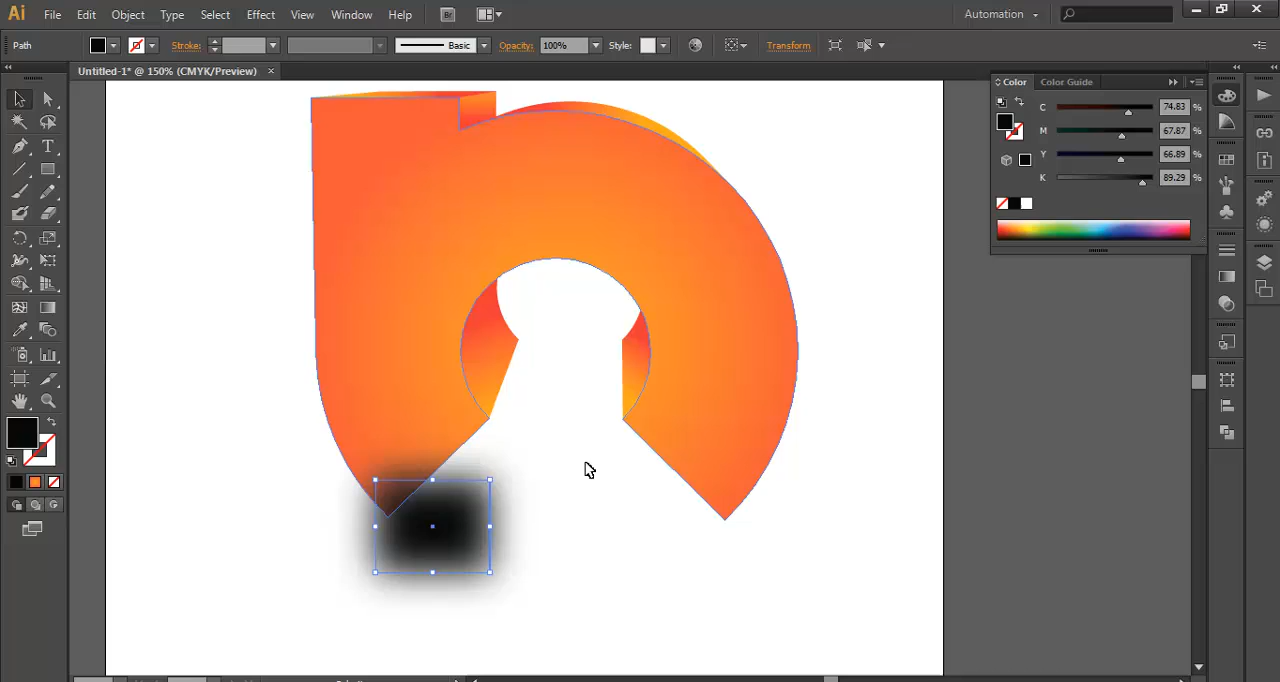 Ai File Edit Object Type Select Effect View Window Help Br Automation
Path Stroke: Basic Opacity: 100% Style: Transform
Untitled-1* @ 150% (CMYK/Preview) ×
Color Color Guide
C 74.83 %
M 67.87 %
Y 66.89 %
K 89.29 %
T